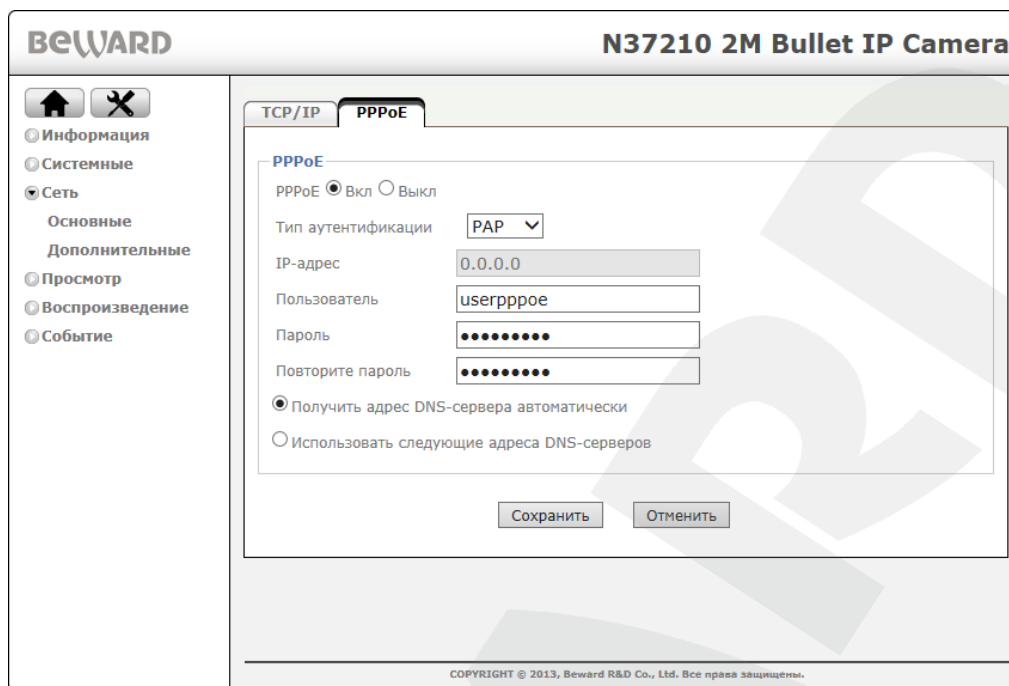 BEWARD
N37210 2M Bullet IP Camera
Информация
Системные
Сеть
Основные
Дополнительные
Просмотр
Воспроизведение
Событие
TCP/IP PPPoE
PPPoE
PPPoE Вкл Выкл
Тип аутентификации PAP
IP-адрес 0.0.0.0
Пользователь userpppoe
Пароль •••••••••
Повторите пароль •••••••••
Получить адрес DNS-сервера автоматически
Использовать следующие адреса DNS-серверов
Сохранить Отменить
COPYRIGHT © 2013, Beward R&D Co., Ltd. Все права защищены.